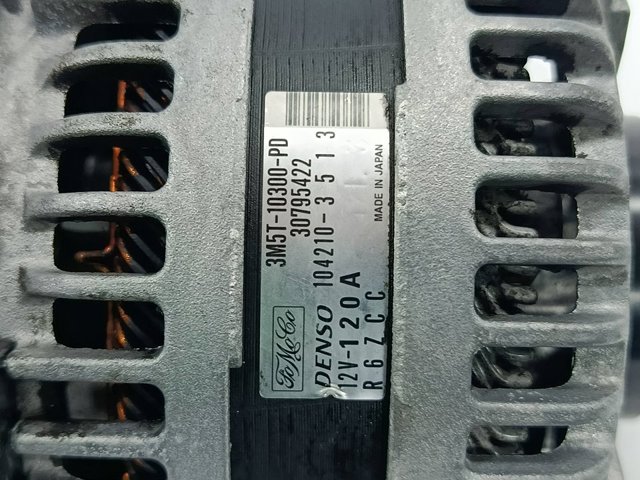 3M5T-10300-PD
30795422
FoMoCo
DENSO 104210-3513
12V-120A
R6ZCC
MADE IN JAPAN